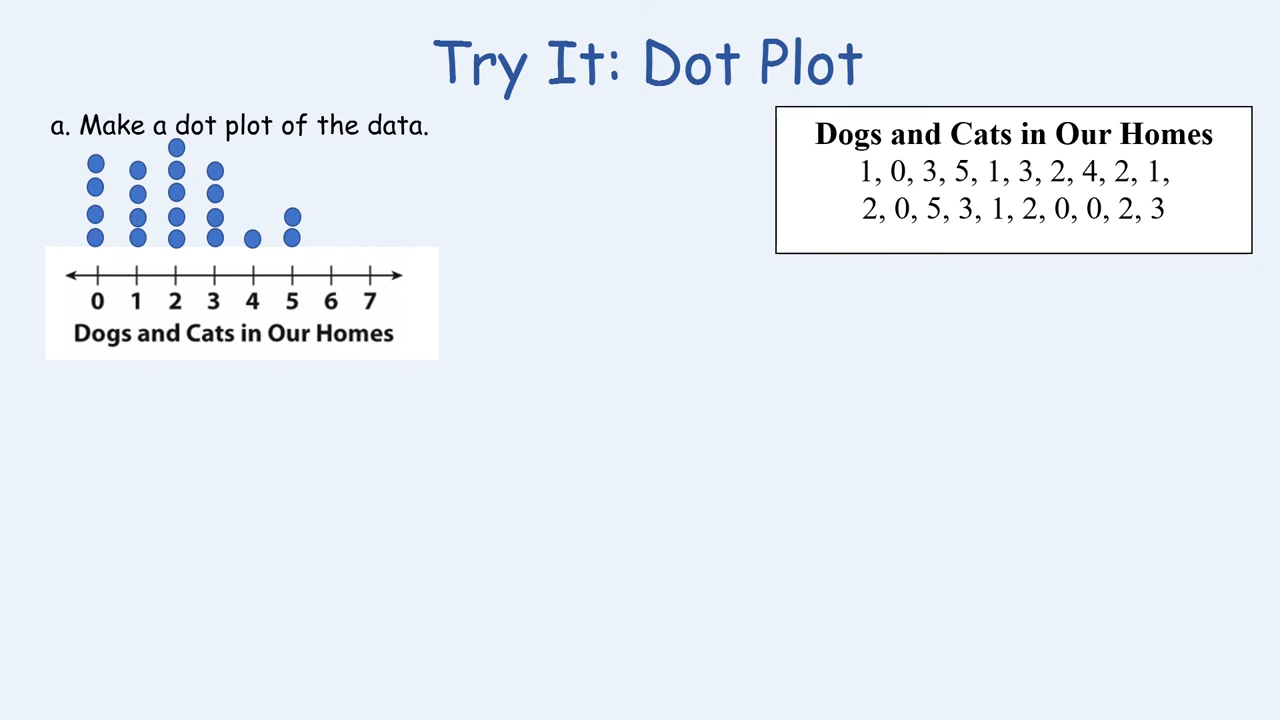 Try It: Dot Plot
a. Make a dot plot of the data.
Dogs and Cats in Our Homes
1, 0, 3, 5, 1, 3, 2, 4, 2, 1,
2, 0, 5, 3, 1, 2, 0, 0, 2, 3
0 1 2 3 4 5 6 7
Dogs and Cats in Our Homes